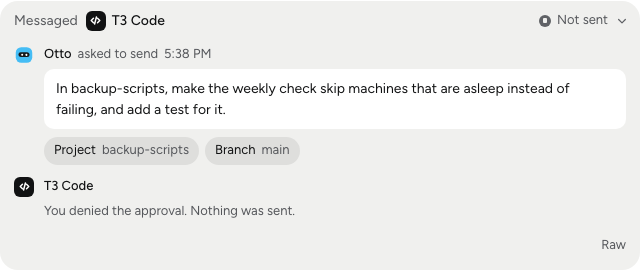 Messaged T3 Code Not sent
Otto asked to send 5:38 PM
In backup-scripts, make the weekly check skip machines that are asleep instead of
failing, and add a test for it.
Project backup-scripts Branch main
T3 Code
You denied the approval. Nothing was sent.
Raw